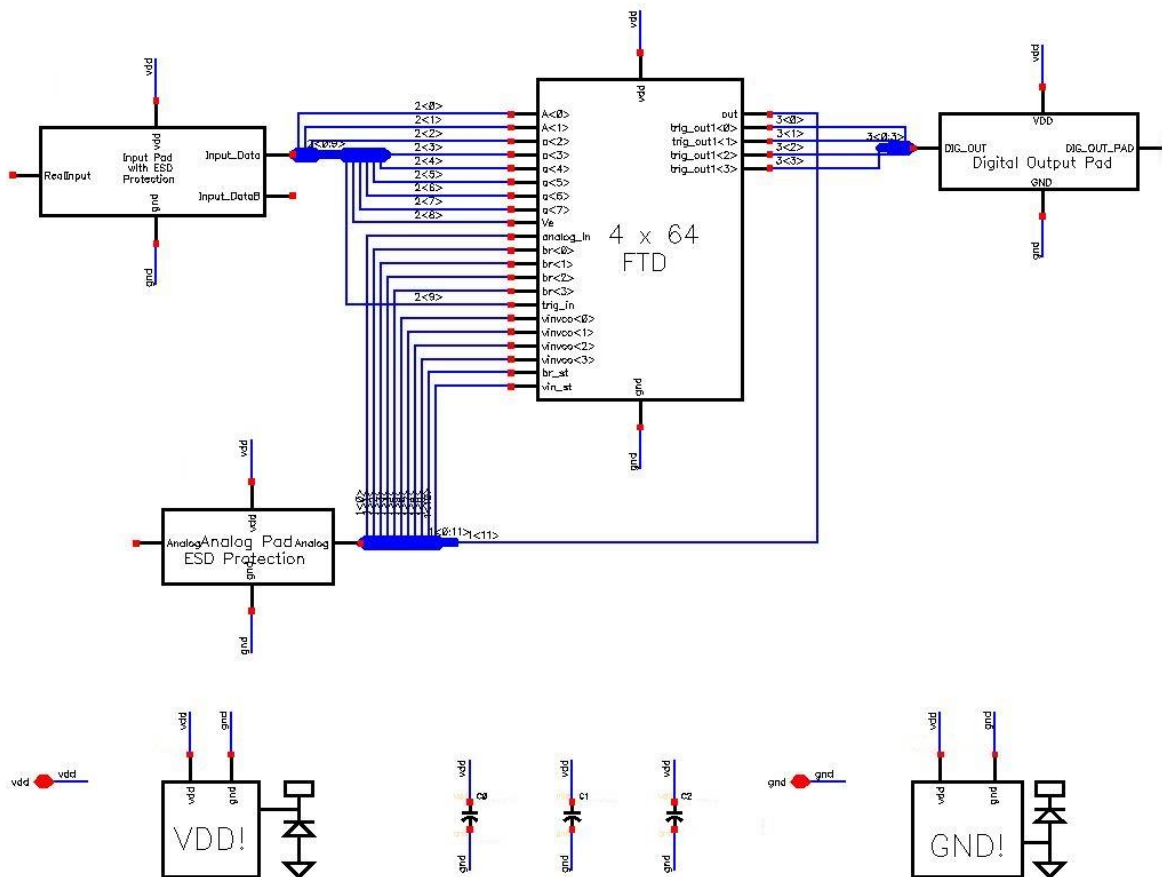 vdd
vdd
vdd
vdd
Input Pad
with ESD
Protection
RealInput
Input_Data
Input_DataB
gnd
gnd
2<0>
2<1>
2<2>
2<3>
2<4>
2<5>
2<6>
2<7>
2<8>
2<9>
2<0:9>
vdd
A<0>
A<1>
a<2>
a<3>
a<4>
a<5>
a<6>
a<7>
Ve
analog_in
br<0>
br<1>
br<2>
br<3>
trig_in
vinvco<0>
vinvco<1>
vinvco<2>
vinvco<3>
br_st
vin_st
4 x 64
FTD
out
trig_out1<0>
trig_out1<1>
trig_out1<2>
trig_out1<3>
gnd
gnd
3<0>
3<1>
3<2>
3<3>
3<0:3>
VDD
DIG_OUT
DIG_OUT_PAD
Digital Output Pad
GND
gnd
vdd
vdd
Analog
Analog Pad
Analog
ESD Protection
gnd
gnd
1<0:11>
1<11>
vdd
vdd
vdd
gnd
vdd
gnd
VDD!
vdd
C0
gnd
vdd
C1
gnd
vdd
C2
gnd
gnd
gnd
vdd
gnd
vdd
gnd
GND!